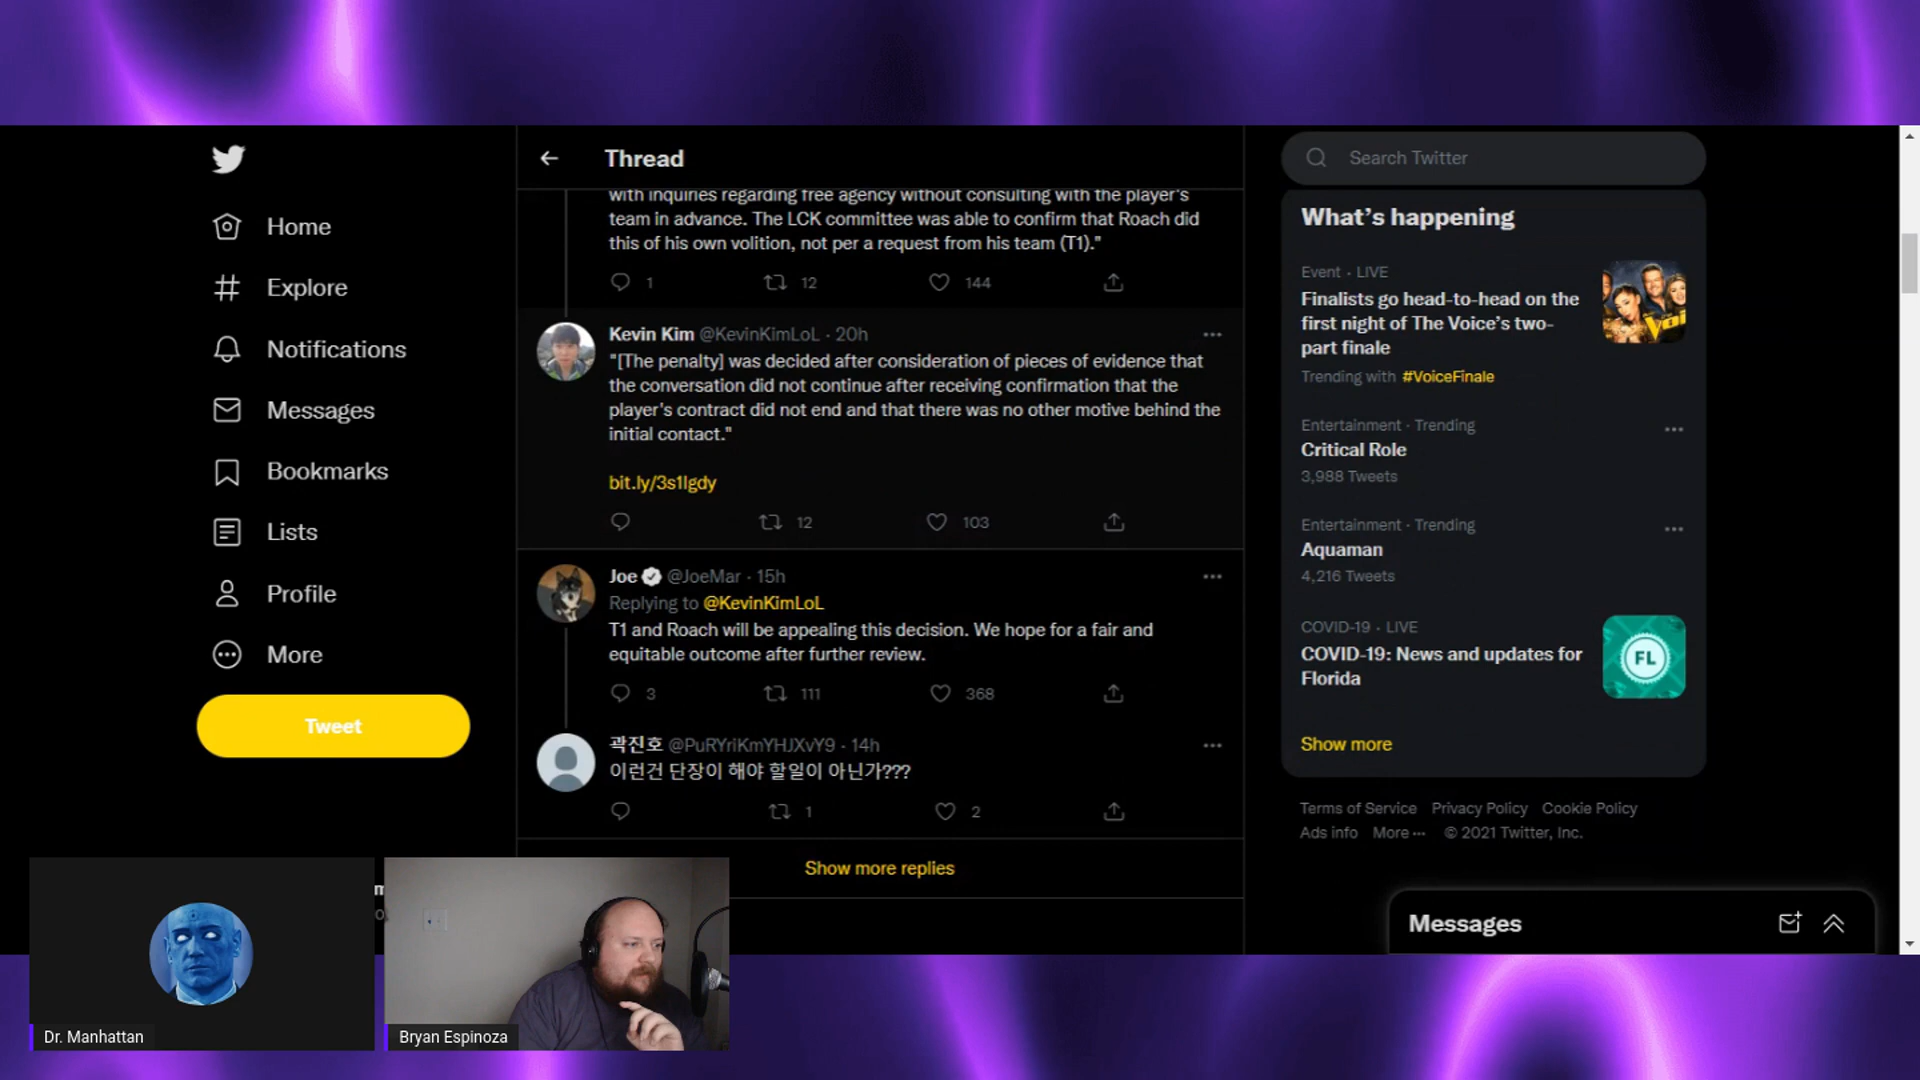 Home
Explore
Notifications
Messages
Bookmarks
Lists
Profile
More
Tweet
Thread
with inquiries regarding free agency without consulting with the player's
team in advance. The LCK committee was able to confirm that Roach did
this of his own volition, not per a request from his team (T1)."
1 12 144
Kevin Kim @KevinKimLoL · 20h
"[The penalty] was decided after consideration of pieces of evidence that
the conversation did not continue after receiving confirmation that the
player's contract did not end and that there was no other motive behind the
initial contact."
bit.ly/3s1lgdy
12 103
Joe @JoeMar · 15h
Replying to @KevinKimLoL
T1 and Roach will be appealing this decision. We hope for a fair and
equitable outcome after further review.
3 111 368
곽진호 @PuRYriKmYHJXvY9 · 14h
이런건 단장이 해야 할일이 아닌가???
1 2
Show more replies
Search Twitter
What's happening
Event · LIVE
Finalists go head-to-head on the
first night of The Voice's two-
part finale
Trending with #VoiceFinale
Entertainment · Trending
Critical Role
3,988 Tweets
Entertainment · Trending
Aquaman
4,216 Tweets
COVID-19 · LIVE
COVID-19: News and updates for
Florida
FL
Show more
Terms of Service Privacy Policy Cookie Policy
Ads info More ··· © 2021 Twitter, Inc.
Messages
Dr. Manhattan
Bryan Espinoza